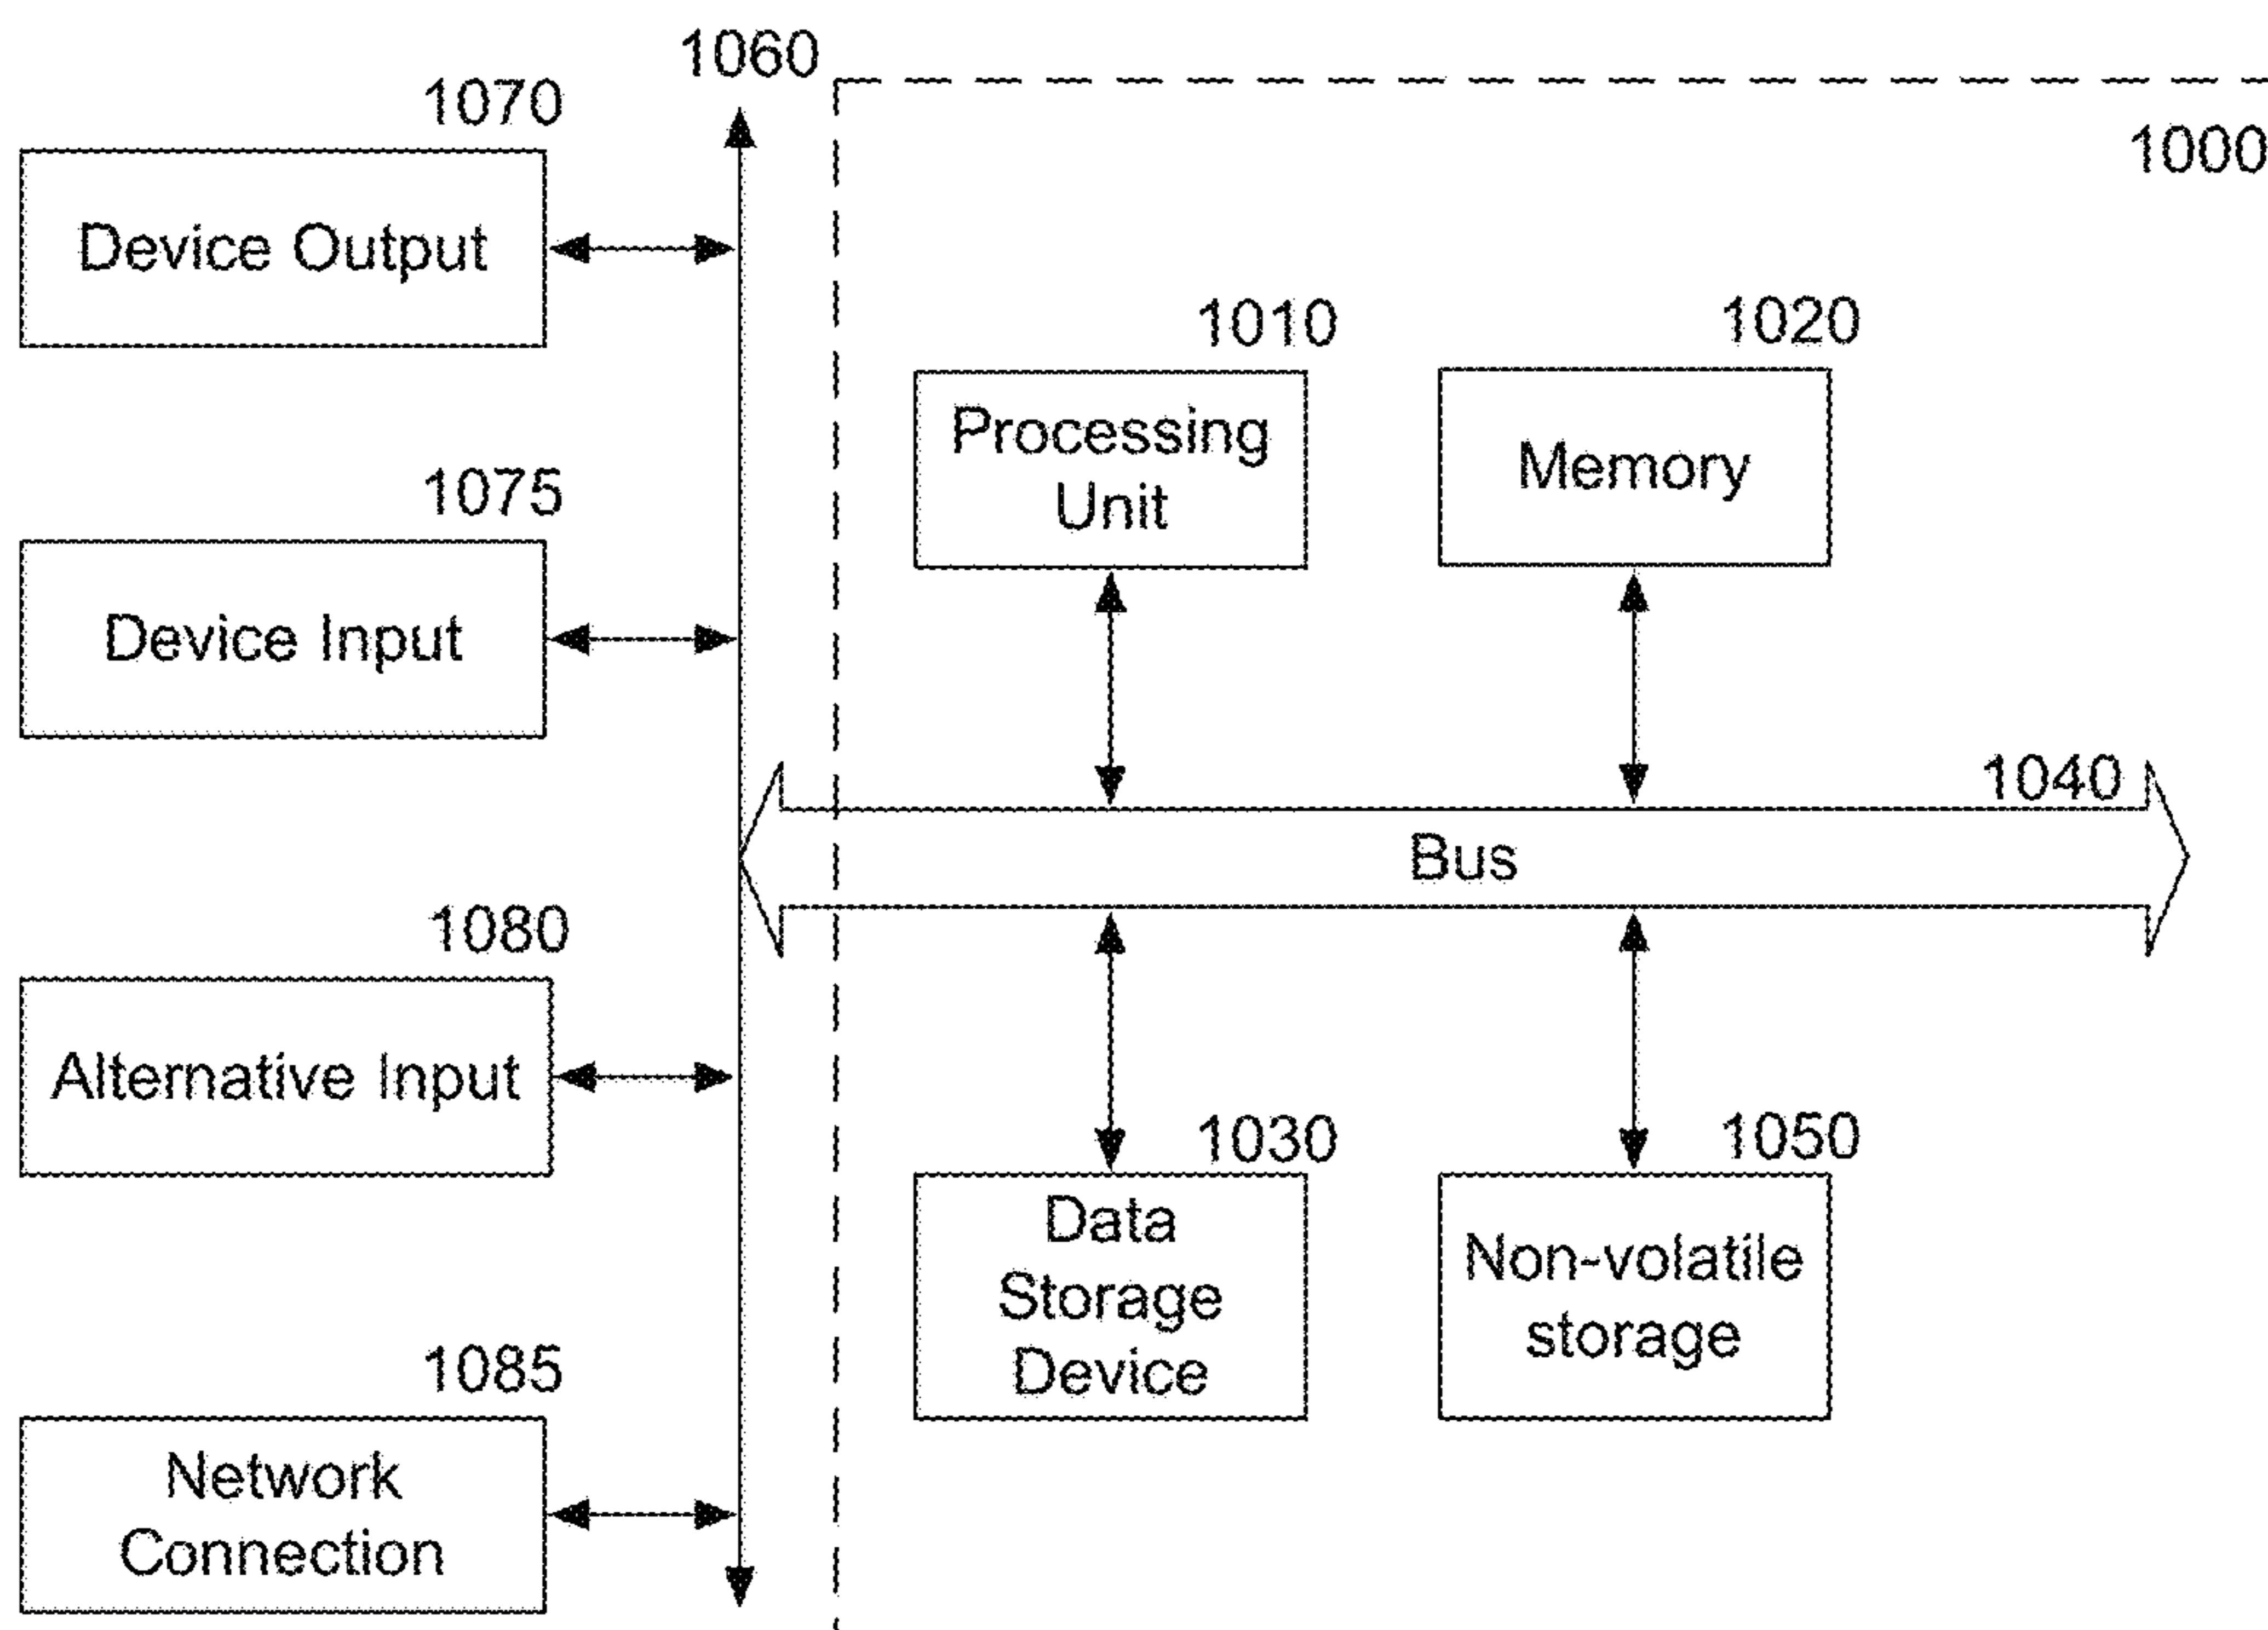 1060
1070
1000
Device Output
1010
1020
Processing
Unit
Memory
1075
Device Input
1040
Bus
1080
Alternative Input
1030
1050
Data
Storage
Device
Non-volatile
storage
1085
Network
Connection